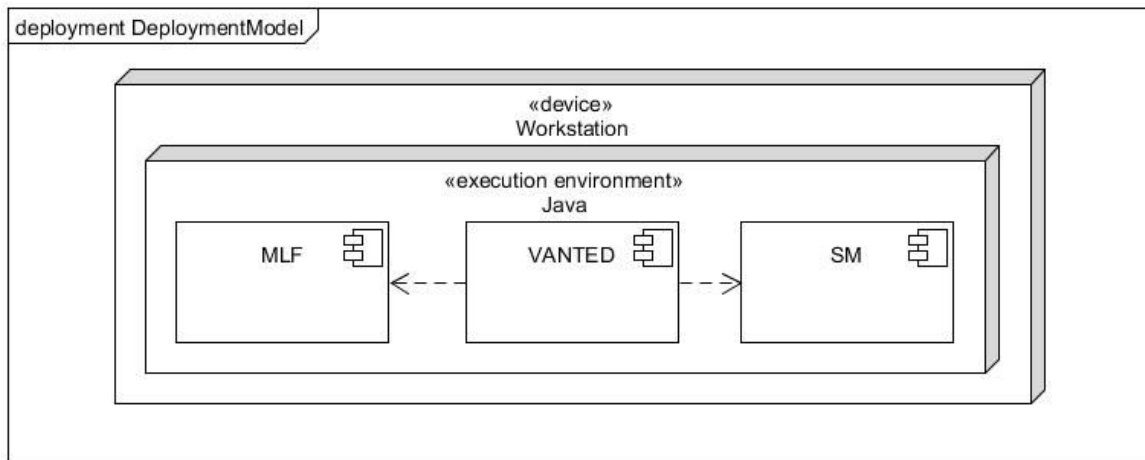 deployment DeploymentModel
«device»
Workstation
«execution environment»
Java
MLF
VANTED
SM